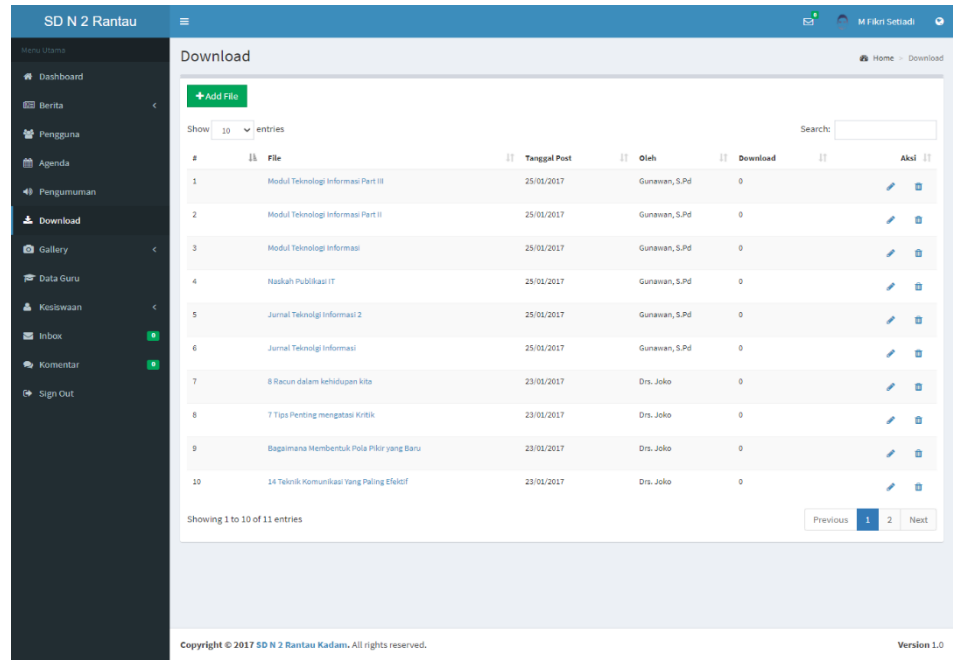 SD N 2 Rantau
0
M Fikri Setiadi
Menu Utama
Dashboard
Berita
Pengguna
Agenda
Pengumuman
Download
Gallery
Data Guru
Kesiswaan
Inbox 0
Komentar 0
Sign Out
Download
Home > Download
Add File
Show 10 entries
Search:
# File Tanggal Post Oleh Download Aksi
1 Modul Teknologi Informasi Part III 25/01/2017 Gunawan, S.Pd 0
2 Modul Teknologi Informasi Part II 25/01/2017 Gunawan, S.Pd 0
3 Modul Teknologi Informasi 25/01/2017 Gunawan, S.Pd 0
4 Naskah Publikasi IT 25/01/2017 Gunawan, S.Pd 0
5 Jurnal Teknolgi Informasi 2 25/01/2017 Gunawan, S.Pd 0
6 Jurnal Teknolgi Informasi 25/01/2017 Gunawan, S.Pd 0
7 8 Racun dalam kehidupan kita 23/01/2017 Drs. Joko 0
8 7 Tips Penting mengatasi Kritik 23/01/2017 Drs. Joko 0
9 Bagaimana Membentuk Pola Pikir yang Baru 23/01/2017 Drs. Joko 0
10 14 Teknik Komunikasi Yang Paling Efektif 23/01/2017 Drs. Joko 0
Showing 1 to 10 of 11 entries
Previous 1 2 Next
Copyright © 2017 SD N 2 Rantau Kadam. All rights reserved.
Version 1.0